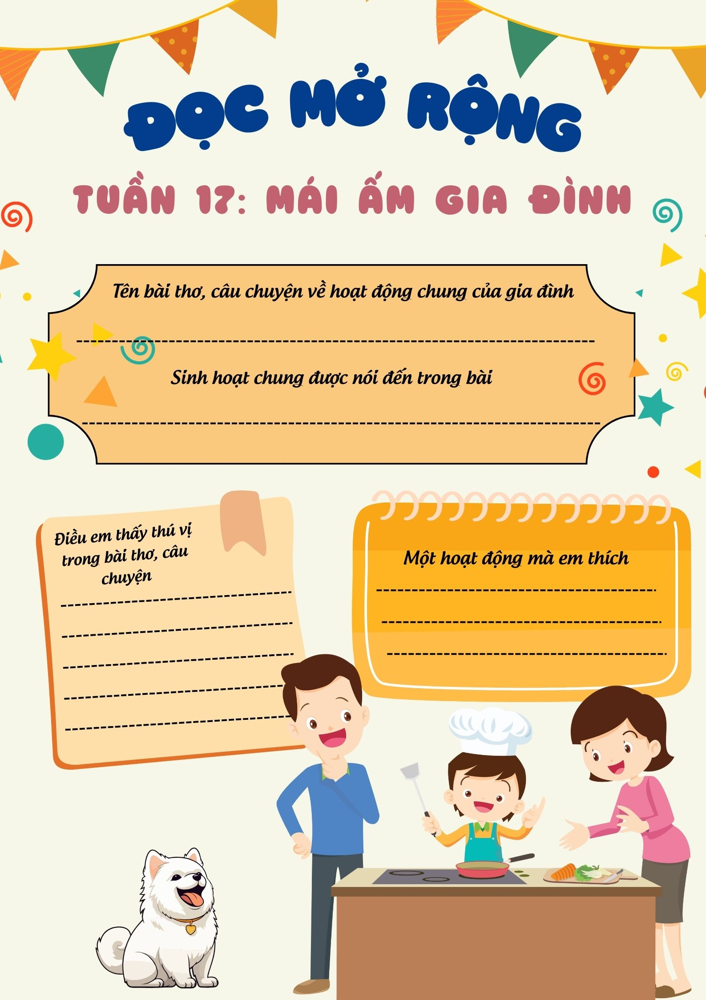 ĐỌC MỞ RỘNG
TUẦN 17: MÁI ẤM GIA ĐÌNH
Tên bài thơ, câu chuyện về hoạt động chung của gia đình
Sinh hoạt chung được nói đến trong bài
Điều em thấy thú vị
trong bài thơ, câu
chuyện
Một hoạt động mà em thích